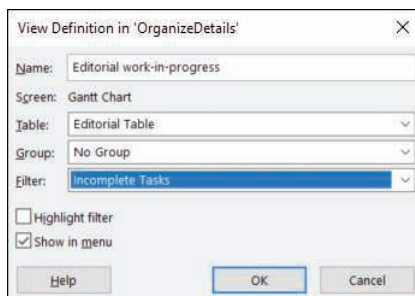 View Definition in 'OrganizeDetails'
Name: Editorial work-in-progress
Screen: Gantt Chart
Table: Editorial Table
Group: No Group
Filter: Incomplete Tasks
Highlight filter
Show in menu
Help OK Cancel